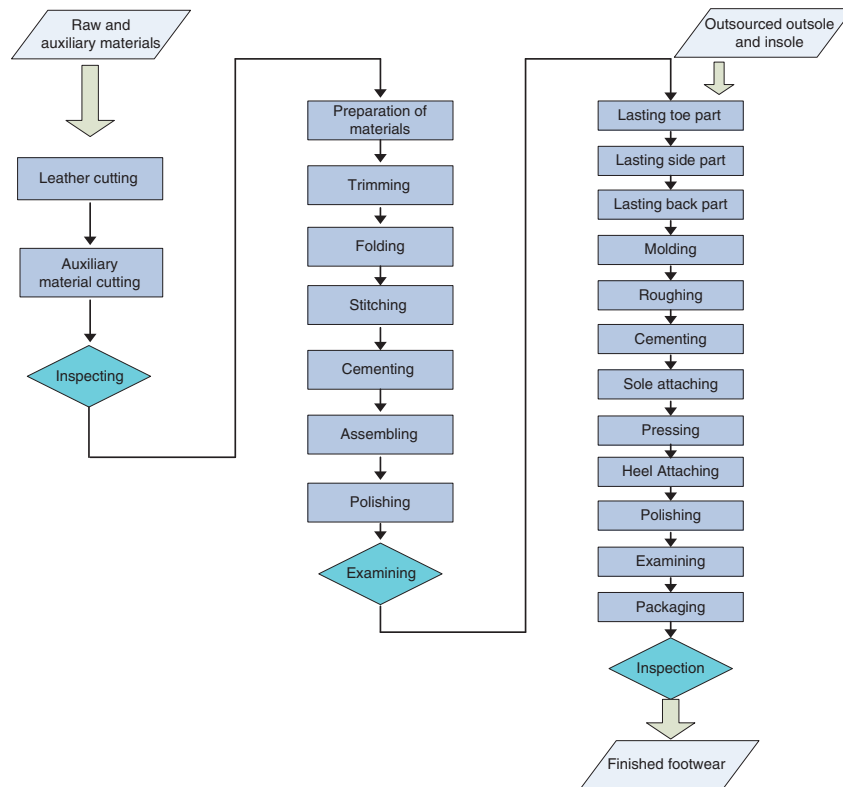 Raw and
auxiliary materials
Leather cutting
Auxiliary
material cutting
Inspecting
Preparation of
materials
Trimming
Folding
Stitching
Cementing
Assembling
Polishing
Examining
Outsourced outsole
and insole
Lasting toe part
Lasting side part
Lasting back part
Molding
Roughing
Cementing
Sole attaching
Pressing
Heel Attaching
Polishing
Examining
Packaging
Inspection
Finished footwear